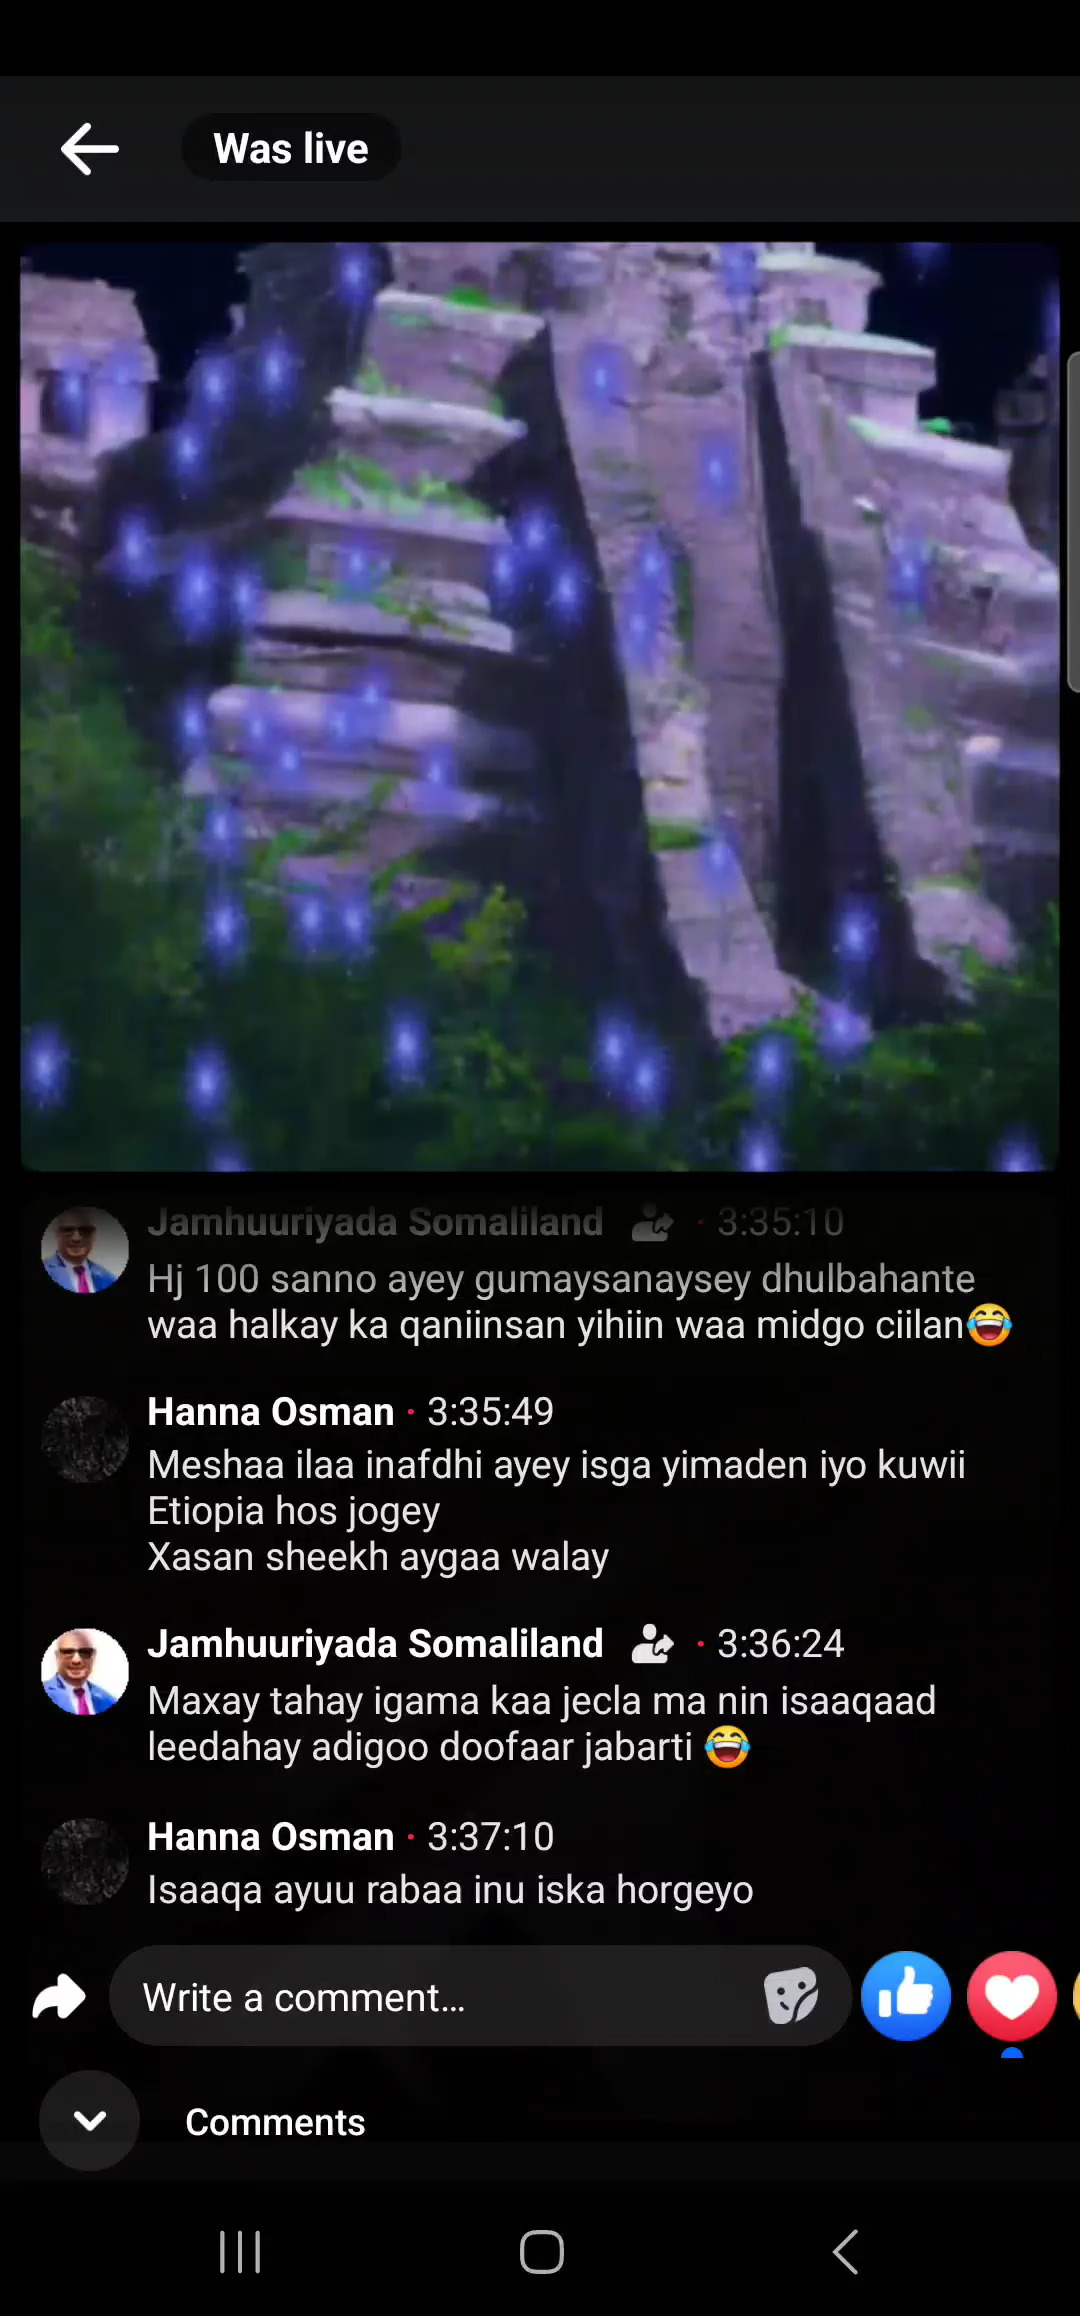 Was live
Jamhuuriyada Somaliland · 3:35:10
Hj 100 sanno ayey gumaysanaysey dhulbahante
waa halkay ka qaniinsan yihiin waa midgo ciilan😂
Hanna Osman · 3:35:49
Meshaa ilaa inafdhi ayey isga yimaden iyo kuwii
Etiopia hos jogey
Xasan sheekh aygaa walay
Jamhuuriyada Somaliland · 3:36:24
Maxay tahay igama kaa jecla ma nin isaaqaad
leedahay adigoo doofaar jabarti 😂
Hanna Osman · 3:37:10
Isaaqa ayuu rabaa inu iska horgeyo
Write a comment...
Comments